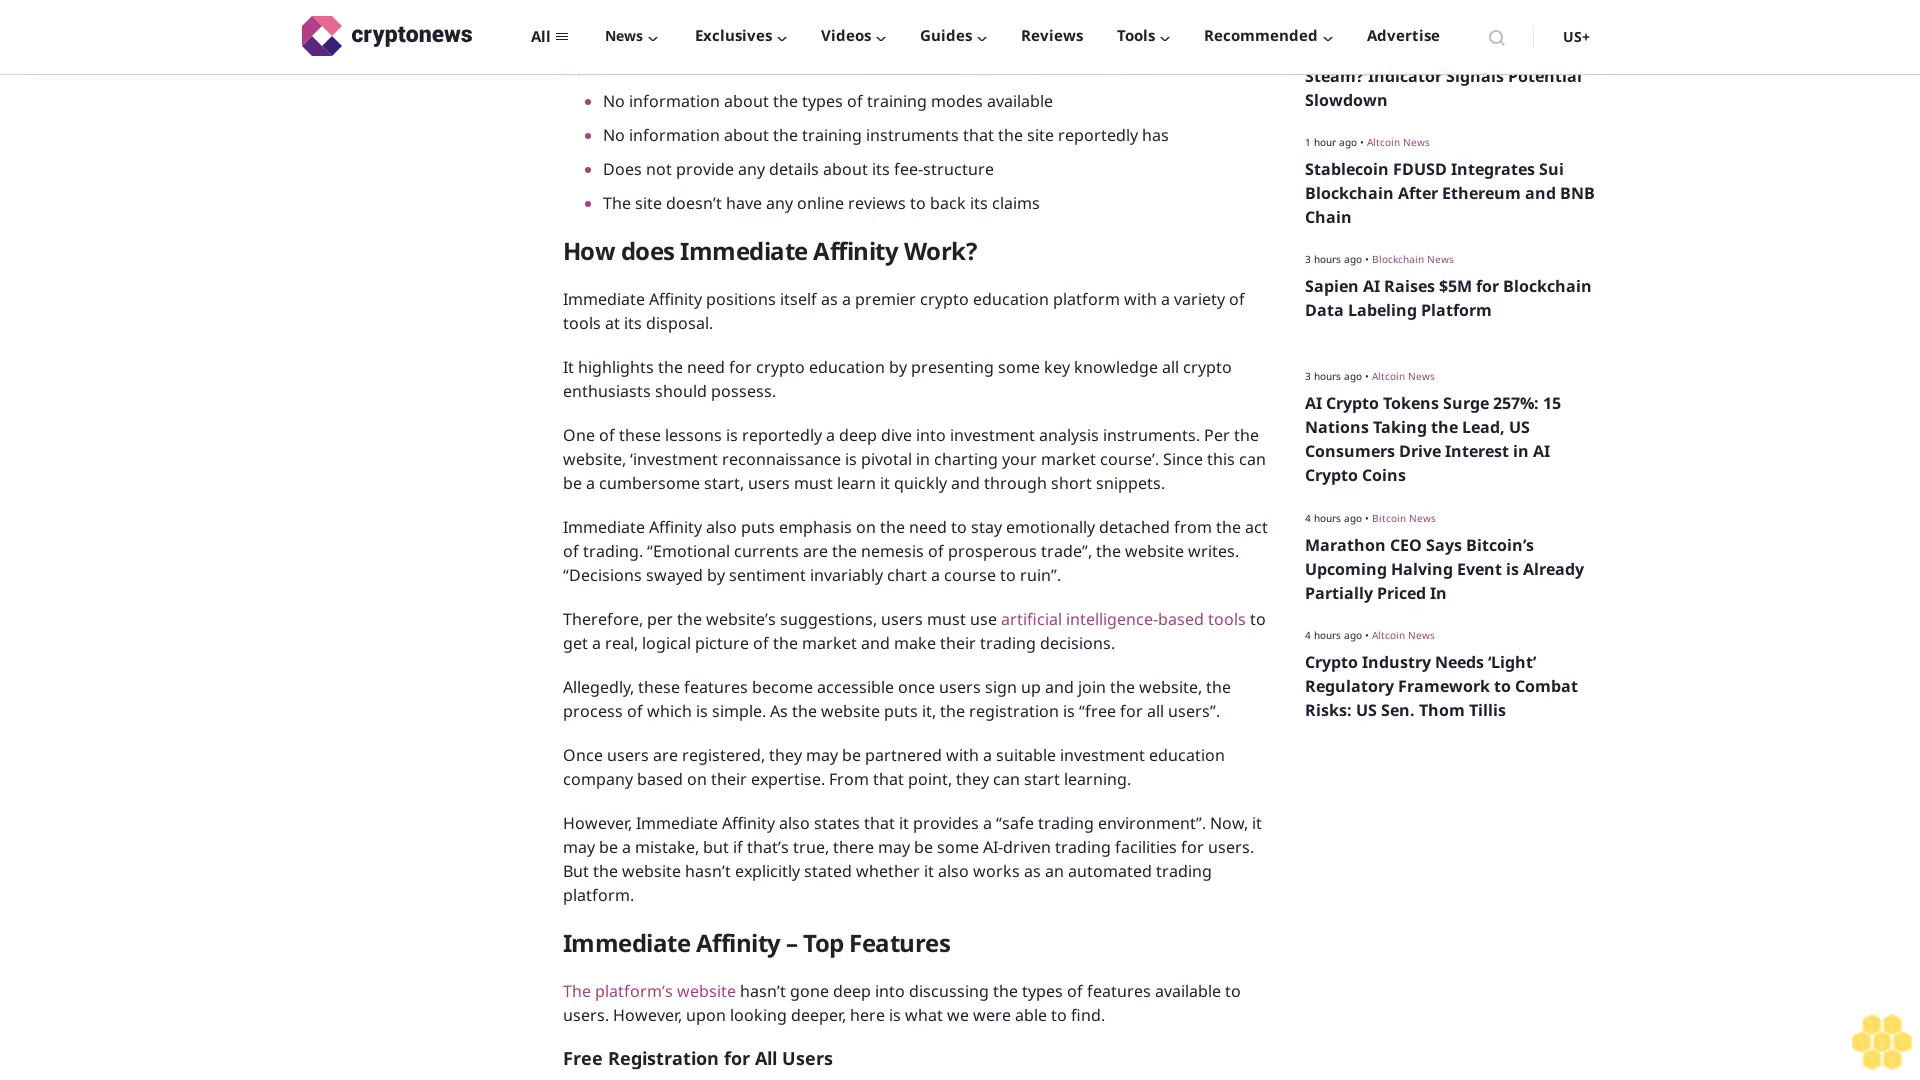 cryptonews
All
News
Exclusives
Videos
Guides
Reviews
Tools
Recommended
Advertise
US+
No information about the types of training modes available
No information about the training instruments that the site reportedly has
Does not provide any details about its fee-structure
The site doesn’t have any online reviews to back its claims
How does Immediate Affinity Work?
Immediate Affinity positions itself as a premier crypto education platform with a variety of
tools at its disposal.
It highlights the need for crypto education by presenting some key knowledge all crypto
enthusiasts should possess.
One of these lessons is reportedly a deep dive into investment analysis instruments. Per the
website, ‘investment reconnaissance is pivotal in charting your market course’. Since this can
be a cumbersome start, users must learn it quickly and through short snippets.
Immediate Affinity also puts emphasis on the need to stay emotionally detached from the act
of trading. “Emotional currents are the nemesis of prosperous trade”, the website writes.
“Decisions swayed by sentiment invariably chart a course to ruin”.
Therefore, per the website’s suggestions, users must use artificial intelligence-based tools to
get a real, logical picture of the market and make their trading decisions.
Allegedly, these features become accessible once users sign up and join the website, the
process of which is simple. As the website puts it, the registration is “free for all users”.
Once users are registered, they may be partnered with a suitable investment education
company based on their expertise. From that point, they can start learning.
However, Immediate Affinity also states that it provides a “safe trading environment”. Now, it
may be a mistake, but if that’s true, there may be some AI-driven trading facilities for users.
But the website hasn’t explicitly stated whether it also works as an automated trading
platform.
Immediate Affinity – Top Features
The platform’s website hasn’t gone deep into discussing the types of features available to
users. However, upon looking deeper, here is what we were able to find.
Free Registration for All Users
Steam? Indicator Signals Potential
Slowdown
1 hour ago • Altcoin News
Stablecoin FDUSD Integrates Sui
Blockchain After Ethereum and BNB
Chain
3 hours ago • Blockchain News
Sapien AI Raises $5M for Blockchain
Data Labeling Platform
3 hours ago • Altcoin News
AI Crypto Tokens Surge 257%: 15
Nations Taking the Lead, US
Consumers Drive Interest in AI
Crypto Coins
4 hours ago • Bitcoin News
Marathon CEO Says Bitcoin’s
Upcoming Halving Event is Already
Partially Priced In
4 hours ago • Altcoin News
Crypto Industry Needs ‘Light’
Regulatory Framework to Combat
Risks: US Sen. Thom Tillis